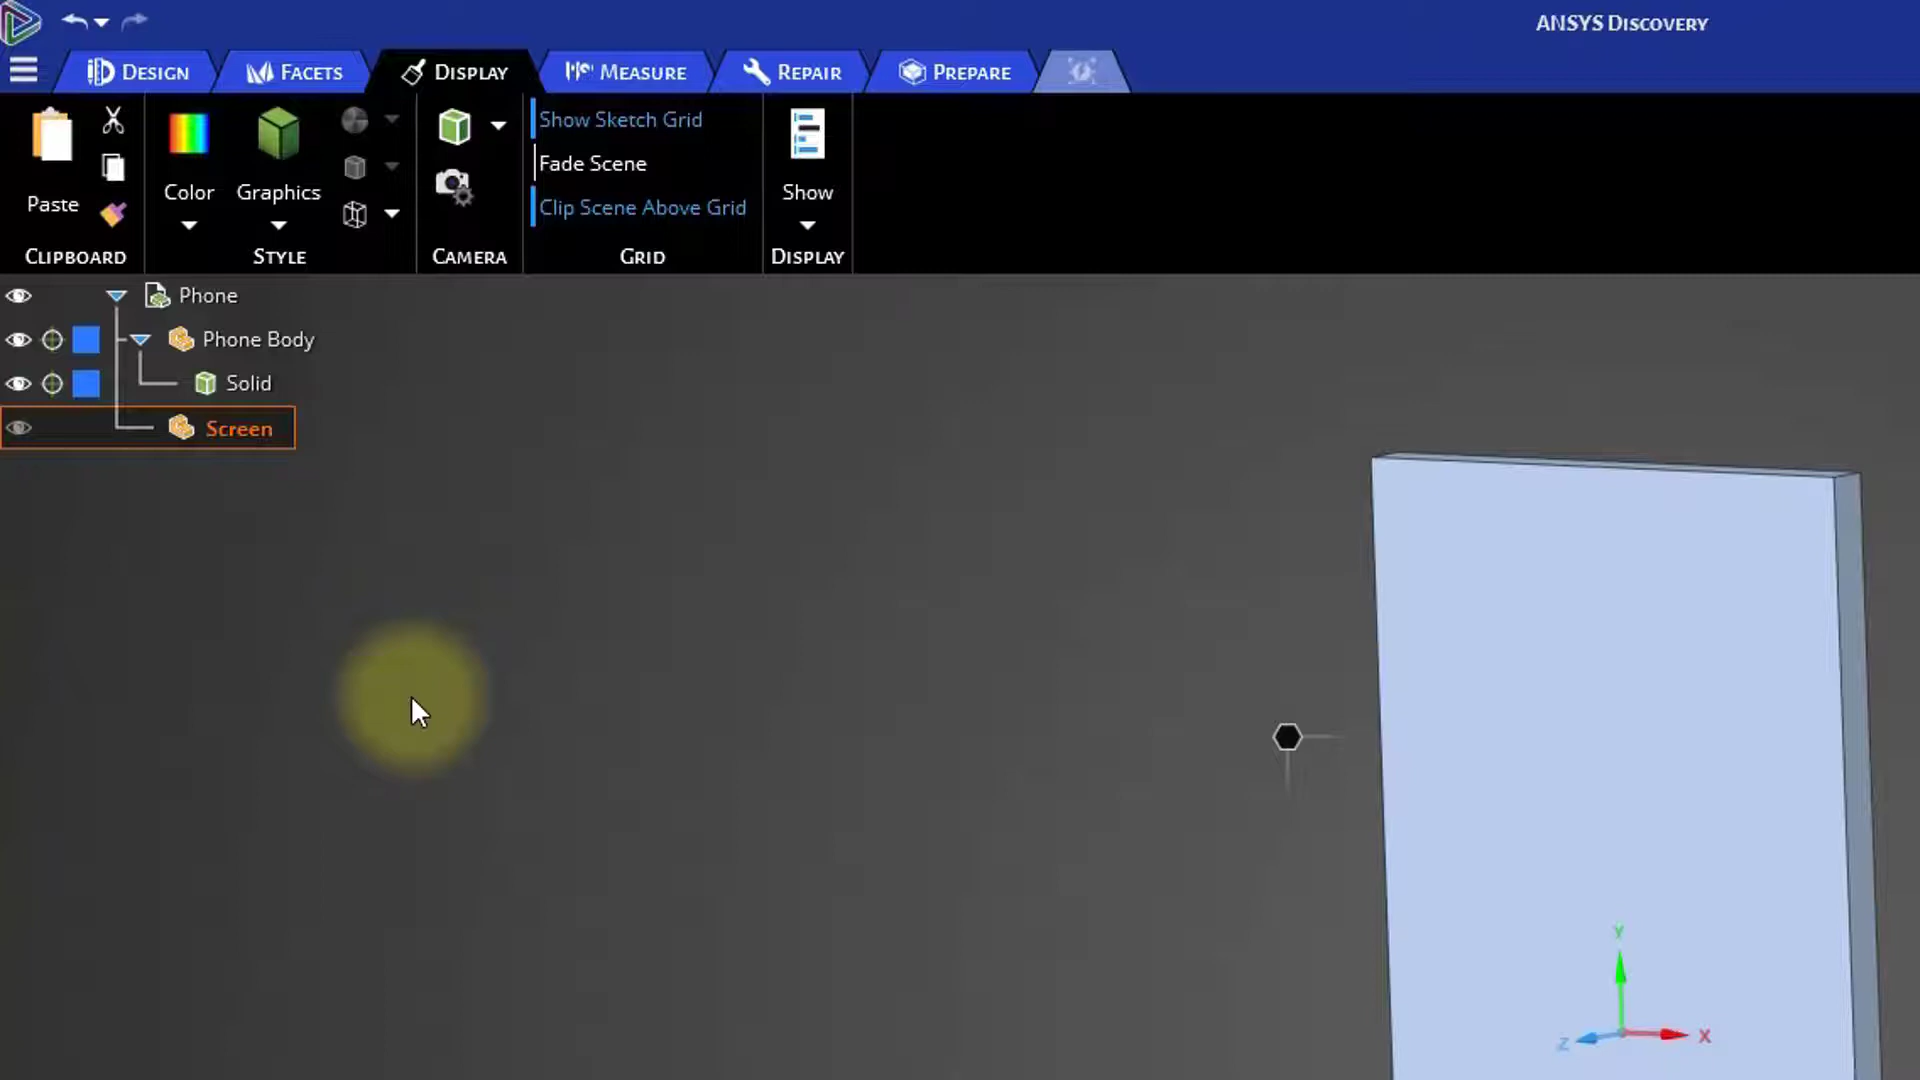 ANSYS DISCOVERY
DESIGN
FACETS
DISPLAY
MEASURE
REPAIR
PREPARE
Paste
CLIPBOARD
Color
Graphics
STYLE
CAMERA
Show Sketch Grid
Fade Scene
Clip Scene Above Grid
GRID
Show
DISPLAY
Phone
Phone Body
Solid
Screen
Y
Z
X